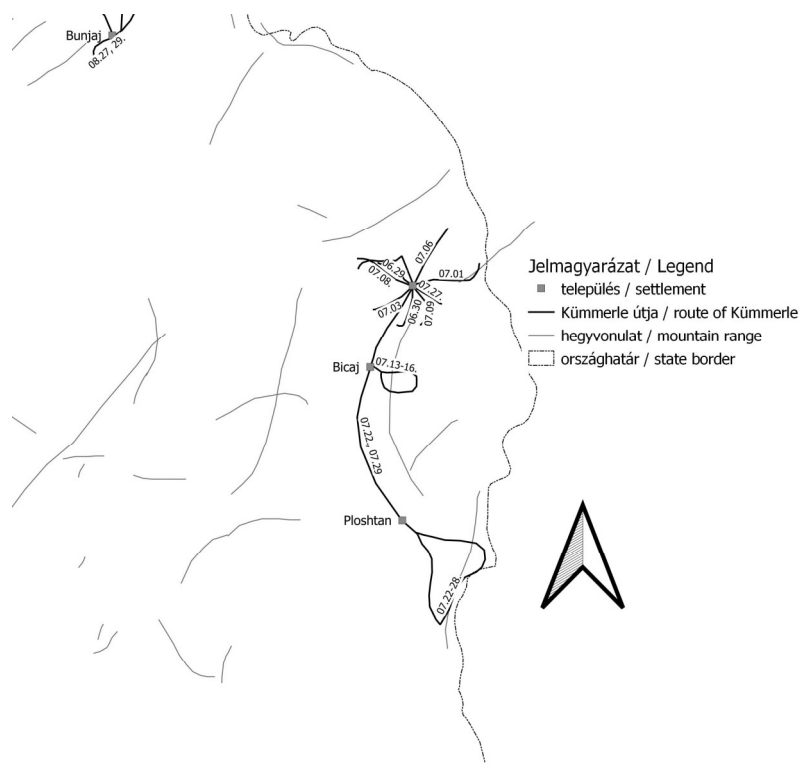 Bunjaj
08.27, 29.
07.06
06.29
07.01
07.08.
07.27.
07.03
06.30
07.09
Jelmagyarázat / Legend
település / settlement
Kümmerle útja / route of Kümmerle
hegyvonulat / mountain range
országhatár / state border
Bicaj
07.13-16.
07.22., 07.29
Ploshtan
07.22-28.